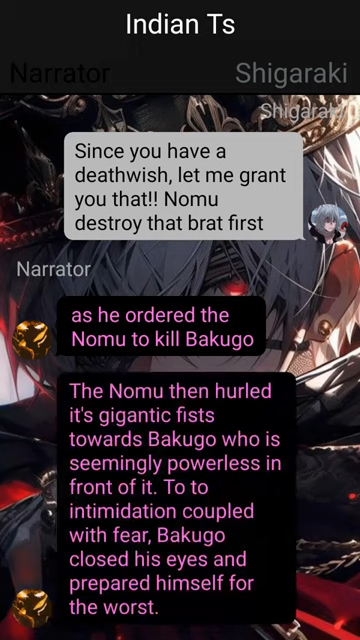 Indian Ts
Narrator
Shigaraki
Shigaraki
Since you have a
deathwish, let me grant
you that!! Nomu
destroy that brat first
Narrator
as he ordered the
Nomu to kill Bakugo
The Nomu then hurled
it's gigantic fists
towards Bakugo who is
seemingly powerless in
front of it. To to
intimidation coupled
with fear, Bakugo
closed his eyes and
prepared himself for
the worst.